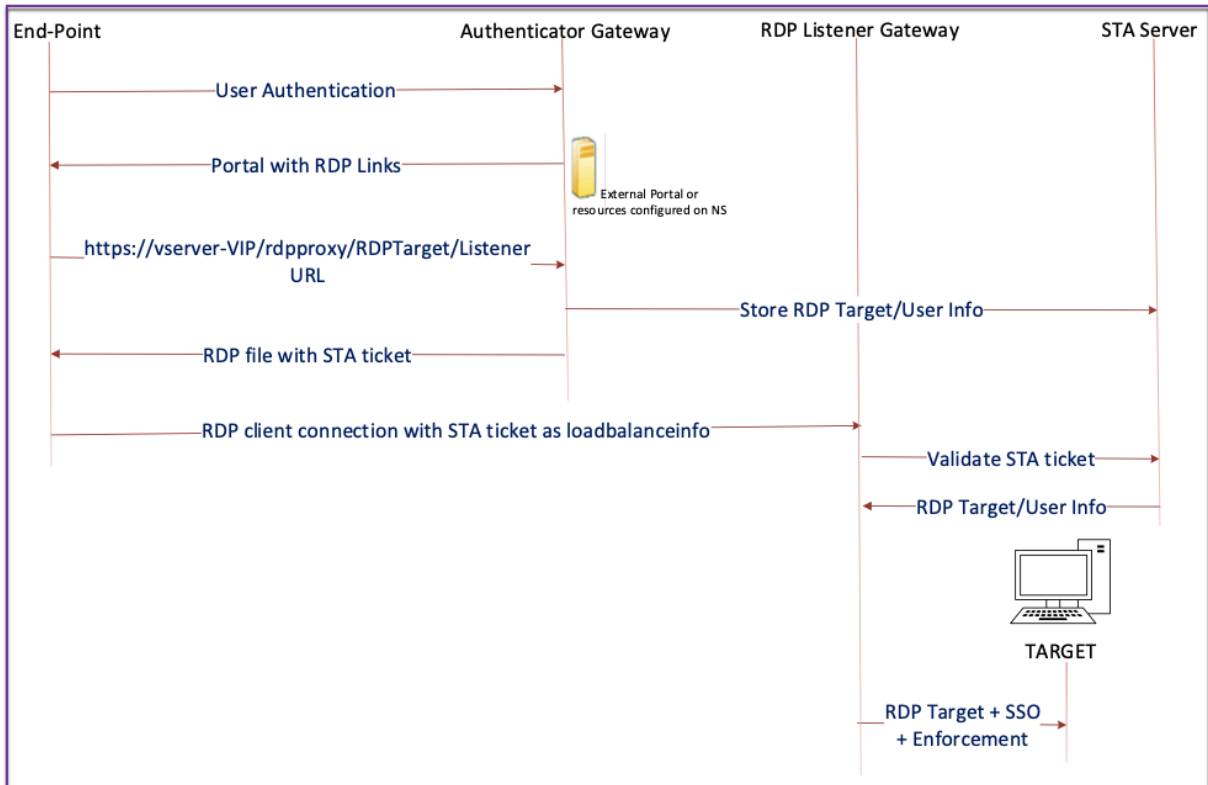 End-Point
Authenticator Gateway
RDP Listener Gateway
STA Server
User Authentication
Portal with RDP Links
External Portal or
resources configured on NS
https://vserver-VIP/rdpproxy/RDPTarget/Listener
URL
Store RDP Target/User Info
RDP file with STA ticket
RDP client connection with STA ticket as loadbalanceinfo
Validate STA ticket
RDP Target/User Info
TARGET
RDP Target + SSO
+ Enforcement